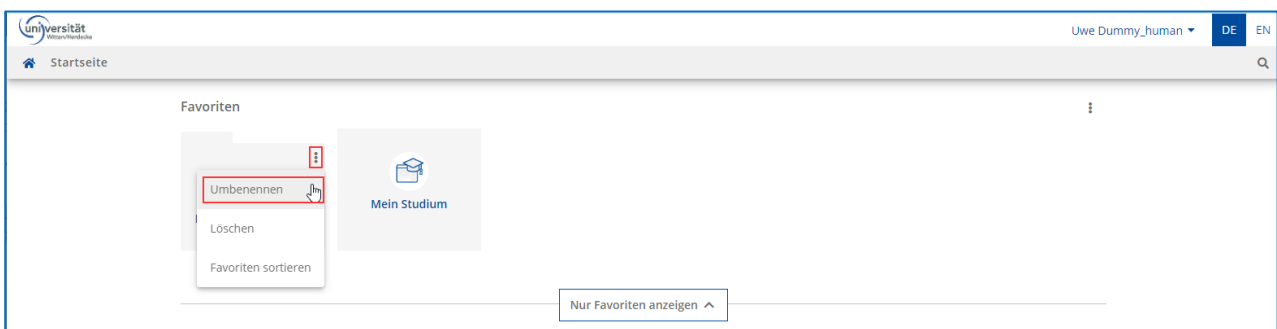 universität
Witten/Herdecke
Uwe Dummy_human
DE
EN
Startseite
Favoriten
Umbenennen
Löschen
Favoriten sortieren
Mein Studium
Nur Favoriten anzeigen